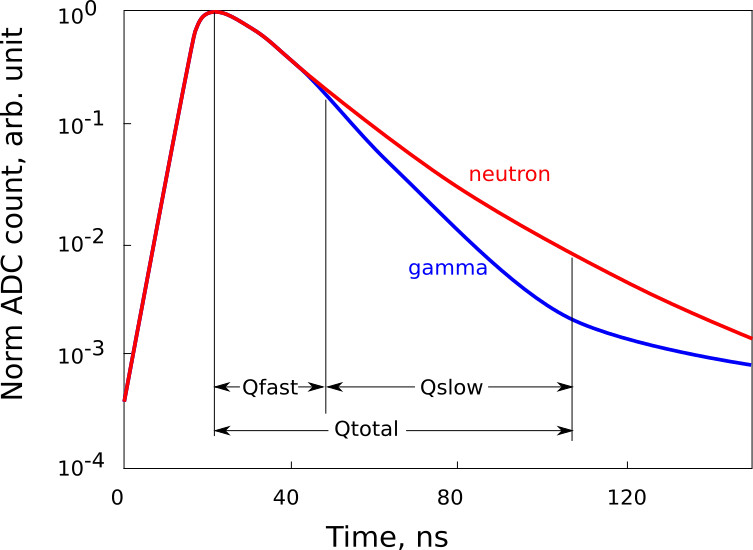 Norm ADC count, arb. unit
10^0
10^-1
10^-2
10^-3
10^-4
neutron
gamma
Qfast
Qslow
Qtotal
0 40 80 120
Time, ns